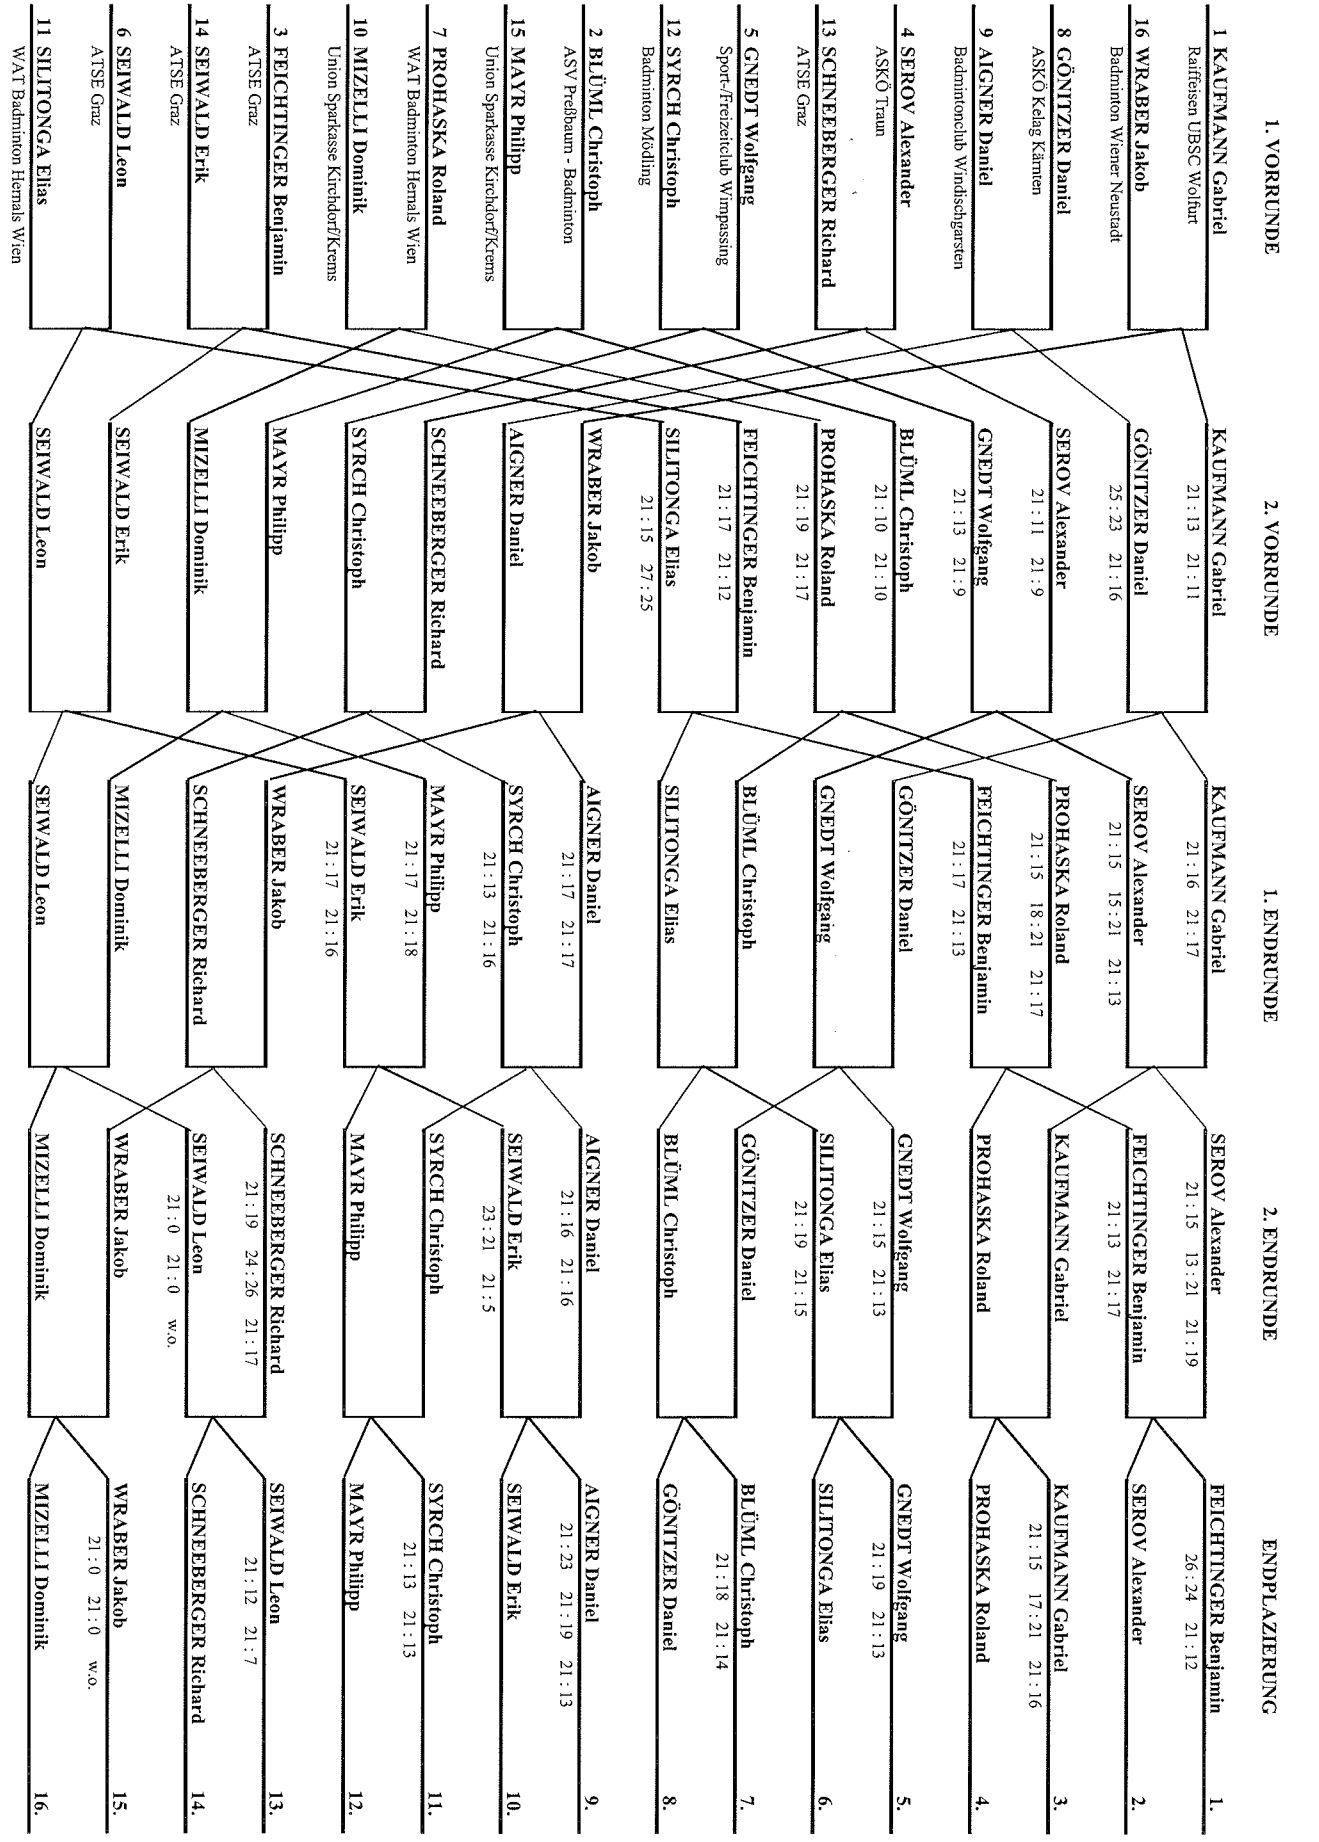 1. VORRUNDE
1 KAUFMANN Gabriel
Raiffeisen UBSC Wolfurt
16 WRABER Jakob
Badminton Wiener Neustadt
8 GÖNITZER Daniel
ASKÖ Kelag Kärnten
9 AIGNER Daniel
Badmintonclub Windischgarsten
4 SEROV Alexander
ASKÖ Traun
13 SCHNEEBERGER Richard
ATSE Graz
5 GNEDT Wolfgang
Sport-/Freizeitclub Wimpassing
12 SYRCH Christoph
Badminton Mödling
2 BLÜML Christoph
ASV Preßbaum - Badminton
15 MAYR Philipp
Union Sparkasse Kirchdorf/Krems
7 PROHASKA Roland
WAT Badminton Hernals Wien
10 MIZELLI Dominik
Union Sparkasse Kirchdorf/Krems
3 FEICHTINGER Benjamin
ATSE Graz
14 SEIWALD Erik
ATSE Graz
6 SEIWALD Leon
ATSE Graz
11 SILITONGA Elias
WAT Badminton Hernals Wien
2. VORRUNDE
KAUFMANN Gabriel
21 : 13 21 : 11
GÖNITZER Daniel
25 : 23 21 : 16
SEROV Alexander
21 : 11 21 : 9
GNEDT Wolfgang
21 : 13 21 : 9
BLÜML Christoph
21 : 10 21 : 10
PROHASKA Roland
21 : 19 21 : 17
FEICHTINGER Benjamin
21 : 17 21 : 12
SILITONGA Elias
21 : 15 27 : 25
WRABER Jakob
AIGNER Daniel
SCHNEEBERGER Richard
SYRCH Christoph
MAYR Philipp
MIZELLI Dominik
SEIWALD Erik
SEIWALD Leon
1. ENDRUNDE
KAUFMANN Gabriel
21 : 16 21 : 17
SEROV Alexander
21 : 15 15 : 21 21 : 13
PROHASKA Roland
21 : 15 18 : 21 21 : 17
FEICHTINGER Benjamin
21 : 17 21 : 13
GÖNITZER Daniel
GNEDT Wolfgang
BLÜML Christoph
SILITONGA Elias
AIGNER Daniel
21 : 17 21 : 17
SYRCH Christoph
21 : 13 21 : 16
MAYR Philipp
21 : 17 21 : 18
SEIWALD Erik
21 : 17 21 : 16
WRABER Jakob
SCHNEEBERGER Richard
MIZELLI Dominik
SEIWALD Leon
2. ENDRUNDE
SEROV Alexander
21 : 15 13 : 21 21 : 19
FEICHTINGER Benjamin
21 : 13 21 : 17
KAUFMANN Gabriel
PROHASKA Roland
GNEDT Wolfgang
21 : 15 21 : 13
SILITONGA Elias
21 : 19 21 : 15
GÖNITZER Daniel
BLÜML Christoph
AIGNER Daniel
21 : 16 21 : 16
SEIWALD Erik
23 : 21 21 : 5
SYRCH Christoph
MAYR Philipp
SCHNEEBERGER Richard
21 : 19 24 : 26 21 : 17
SEIWALD Leon
21 : 0 21 : 0 w.o.
WRABER Jakob
MIZELLI Dominik
ENDPLAZIERUNG
FEICHTINGER Benjamin 1.
26 : 24 21 : 12
SEROV Alexander 2.
KAUFMANN Gabriel 3.
21 : 15 17 : 21 21 : 16
PROHASKA Roland 4.
GNEDT Wolfgang 5.
21 : 19 21 : 13
SILITONGA Elias 6.
BLÜML Christoph 7.
21 : 18 21 : 14
GÖNITZER Daniel 8.
AIGNER Daniel 9.
21 : 23 21 : 19 21 : 13
SEIWALD Erik 10.
SYRCH Christoph 11.
21 : 13 21 : 13
MAYR Philipp 12.
SEIWALD Leon 13.
21 : 12 21 : 7
SCHNEEBERGER Richard 14.
WRABER Jakob 15.
21 : 0 21 : 0 w.o.
MIZELLI Dominik 16.